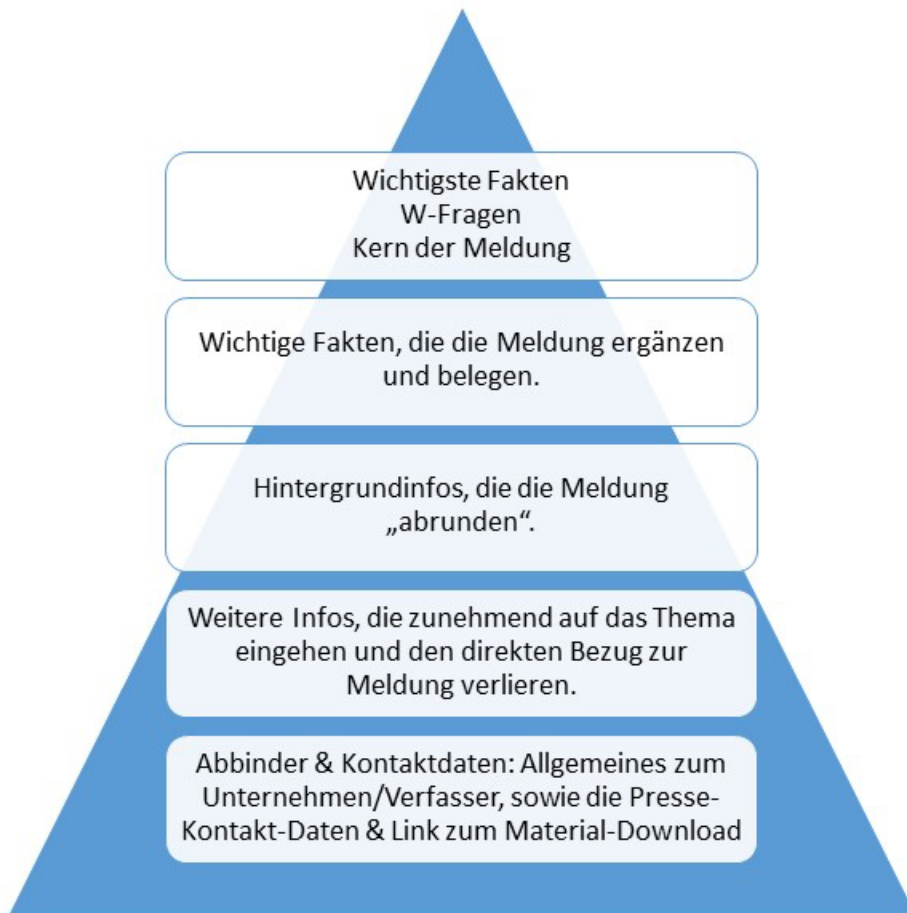 Wichtigste Fakten
W-Fragen
Kern der Meldung
Wichtige Fakten, die die Meldung ergänzen
und belegen.
Hintergrundinfos, die die Meldung
„abrunden“.
Weitere Infos, die zunehmend auf das Thema
eingehen und den direkten Bezug zur
Meldung verlieren.
Abbinder & Kontaktdaten: Allgemeines zum
Unternehmen/Verfasser, sowie die Presse-
Kontakt-Daten & Link zum Material-Download